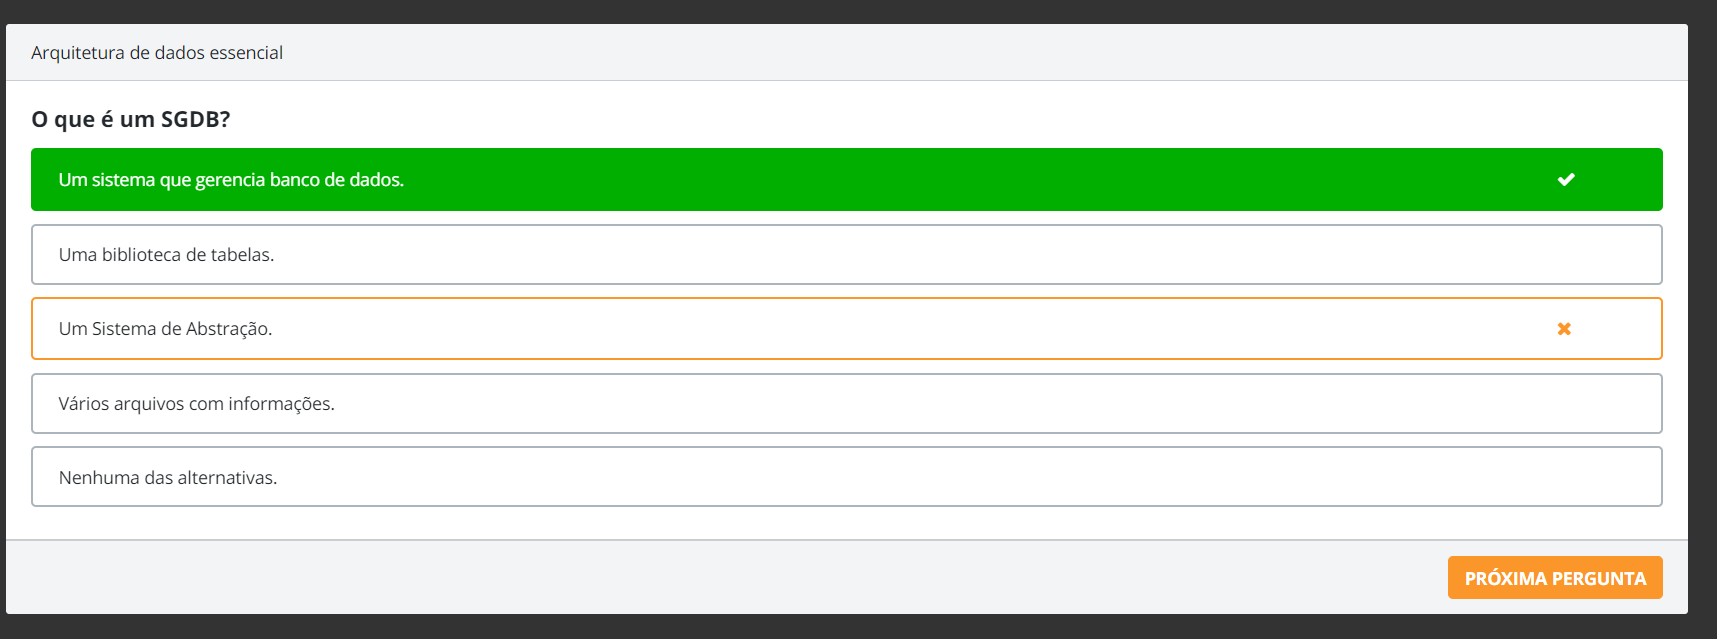 Arquitetura de dados essencial
O que é um SGDB?
Um sistema que gerencia banco de dados.
Uma biblioteca de tabelas.
Um Sistema de Abstração.
Vários arquivos com informações.
Nenhuma das alternativas.
PRÓXIMA PERGUNTA